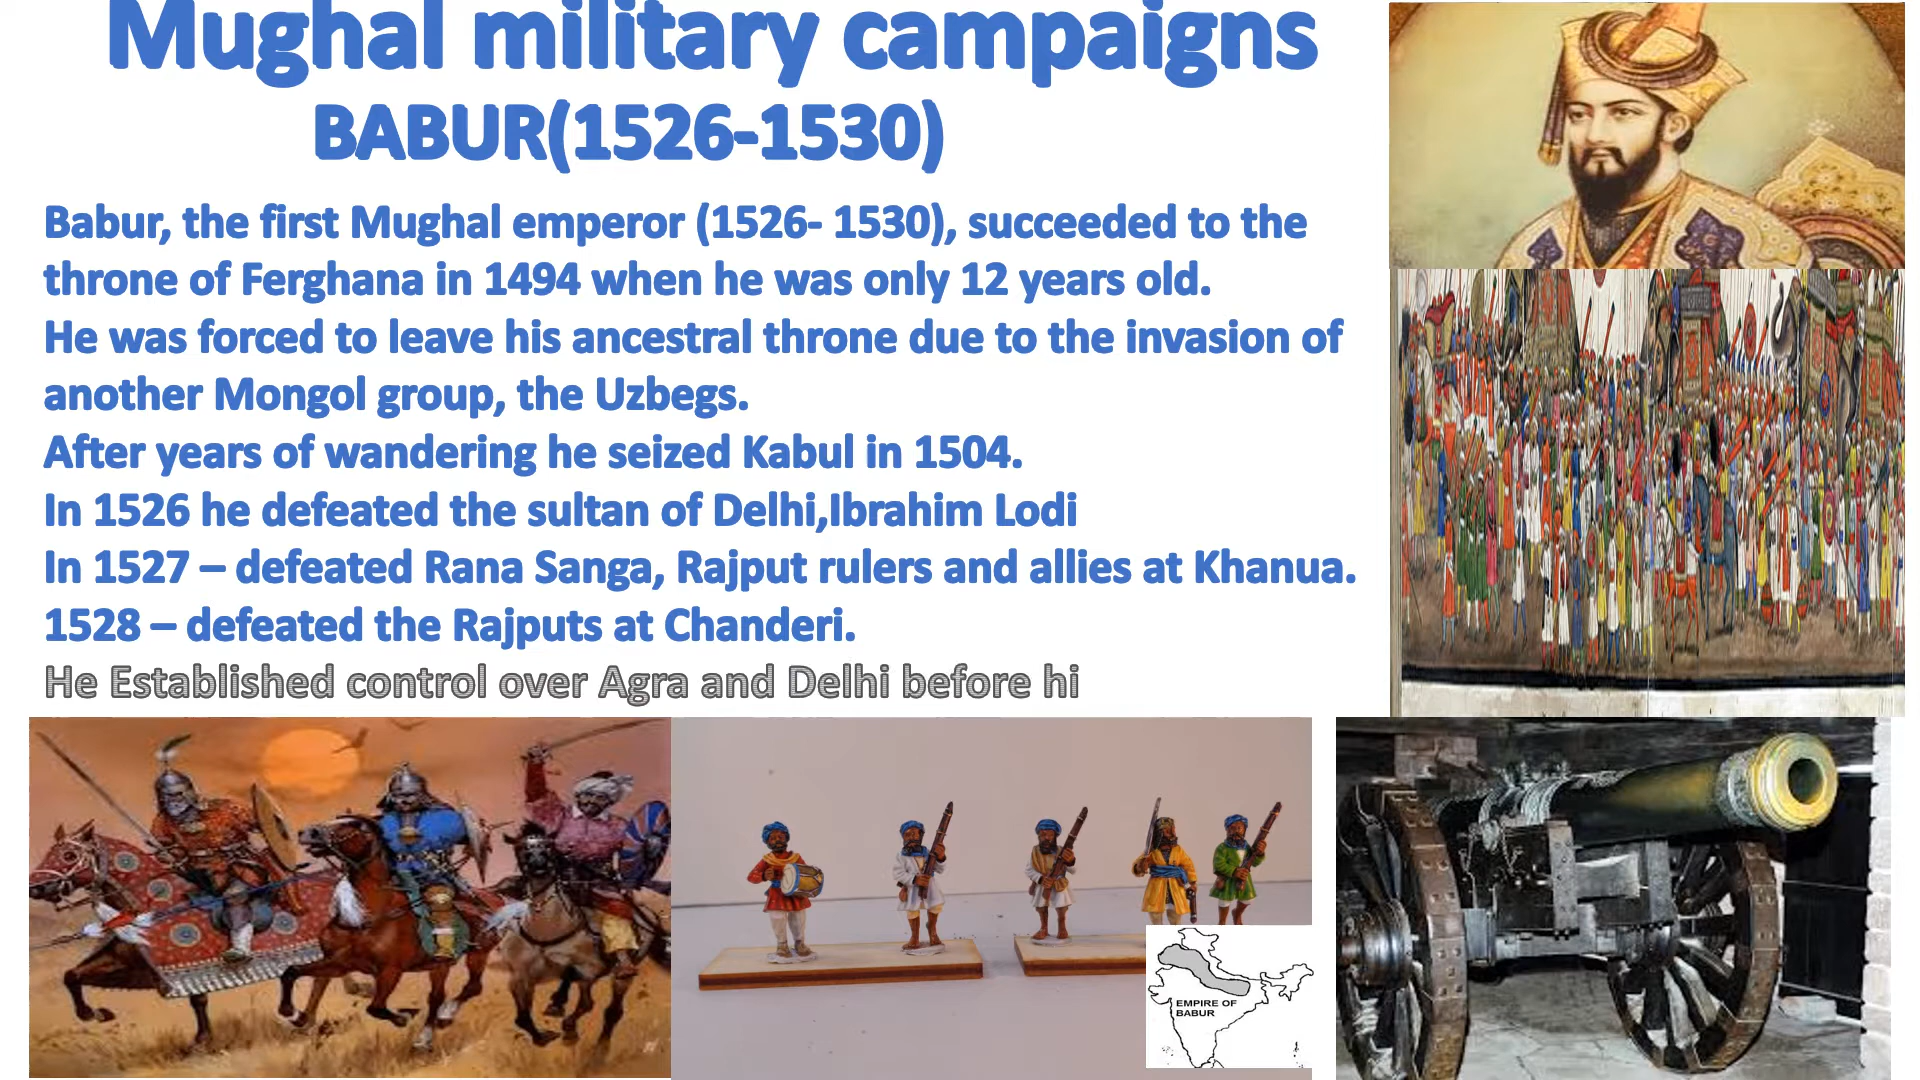 Mughal military campaigns
BABUR(1526-1530)
Babur, the first Mughal emperor (1526- 1530), succeeded to the
throne of Ferghana in 1494 when he was only 12 years old.
He was forced to leave his ancestral throne due to the invasion of
another Mongol group, the Uzbegs.
After years of wandering he seized Kabul in 1504.
In 1526 he defeated the sultan of Delhi,Ibrahim Lodi
In 1527 – defeated Rana Sanga, Rajput rulers and allies at Khanua.
1528 – defeated the Rajputs at Chanderi.
He Established control over Agra and Delhi before hi
EMPIRE OF
BABUR